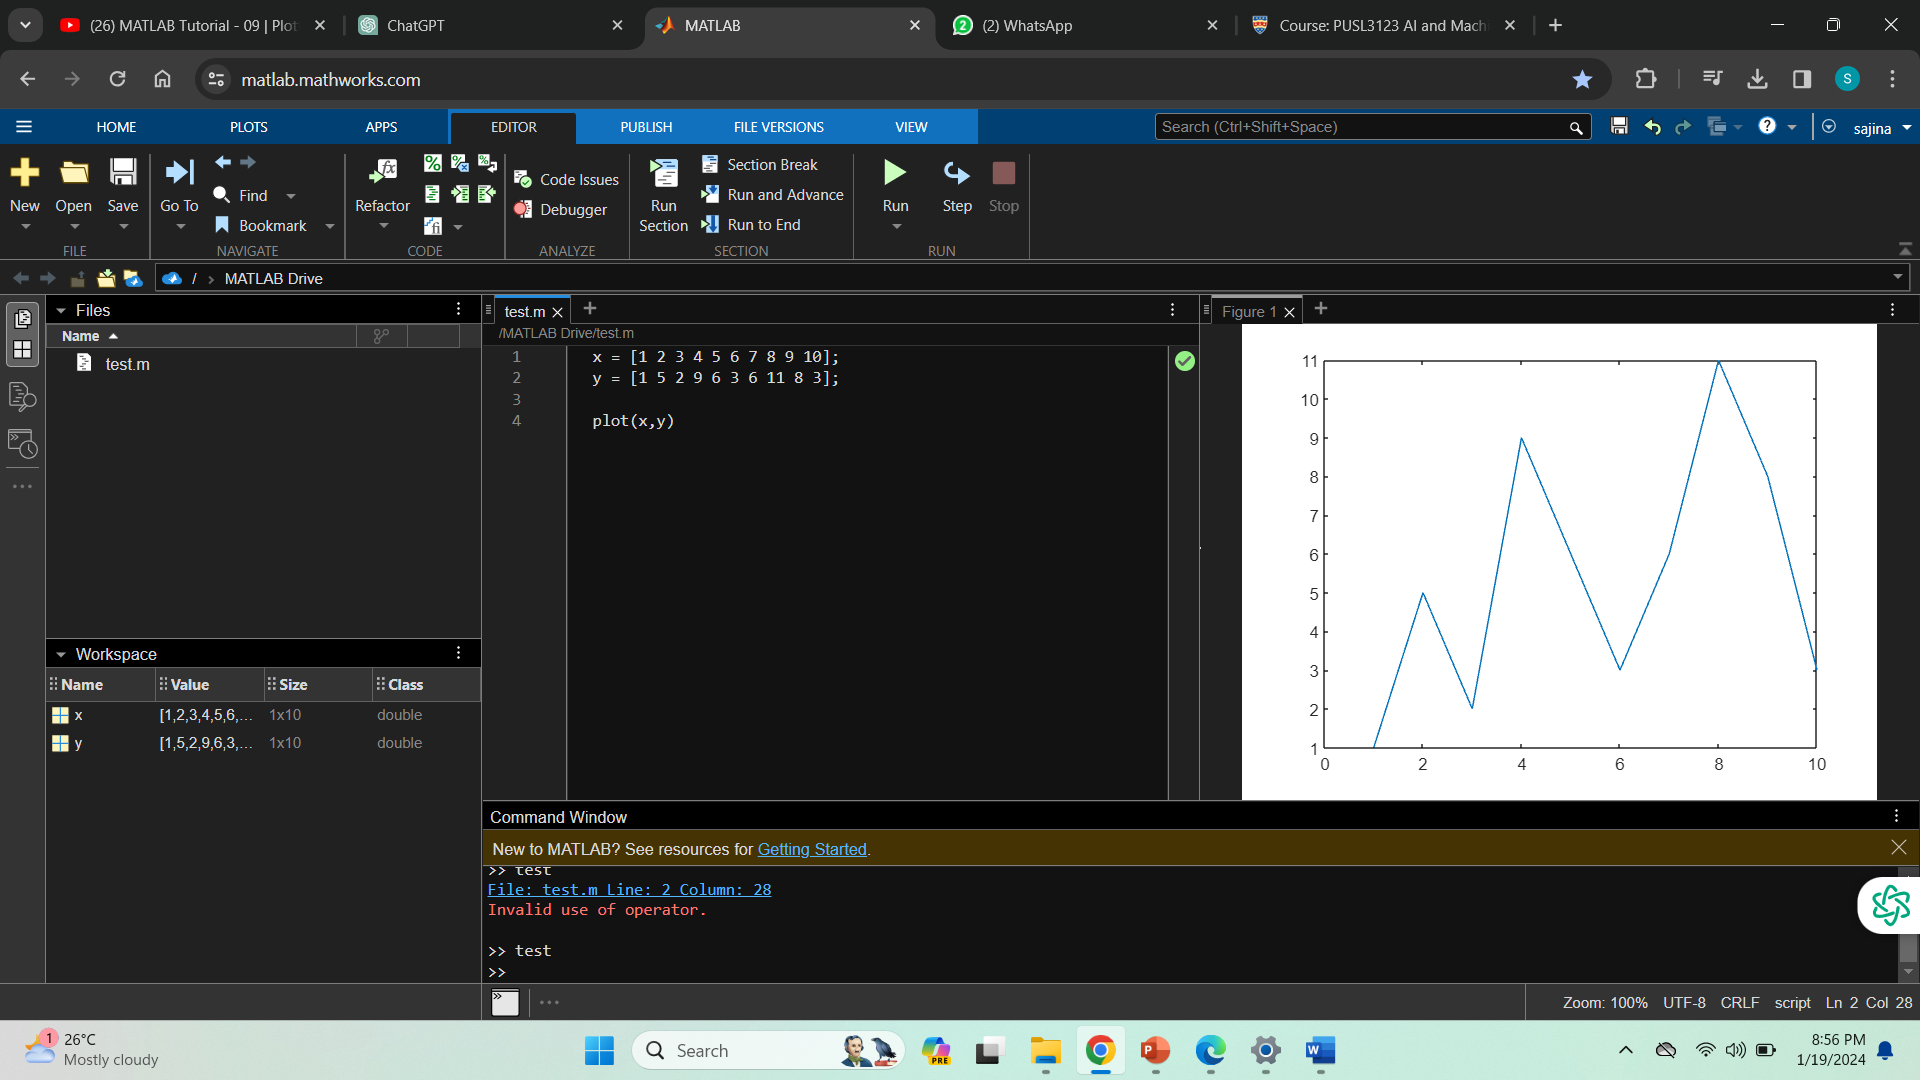 (26) MATLAB Tutorial - 09 | Plot
ChatGPT
MATLAB
(2) WhatsApp
Course: PUSL3123 AI and Mach
matlab.mathworks.com
S
HOME
PLOTS
APPS
EDITOR
PUBLISH
FILE VERSIONS
VIEW
Search (Ctrl+Shift+Space)
sajina
New
Open
Save
FILE
Go To
Find
Bookmark
NAVIGATE
Refactor
CODE
Code Issues
Debugger
ANALYZE
Run Section
Section Break
Run and Advance
Run to End
SECTION
Run
Step
Stop
RUN
/ › MATLAB Drive
Files
Name
test.m
Workspace
Name Value Size Class
x [1,2,3,4,5,6,... 1x10 double
y [1,5,2,9,6,3,... 1x10 double
test.m
/MATLAB Drive/test.m
1 x = [1 2 3 4 5 6 7 8 9 10];
2 y = [1 5 2 9 6 3 6 11 8 3];
3
4 plot(x,y)
Figure 1
11
10
9
8
7
6
5
4
3
2
1
0 2 4 6 8 10
Command Window
New to MATLAB? See resources for Getting Started.
>> test
File: test.m Line: 2 Column: 28
Invalid use of operator.
>> test
>>
Zoom: 100% UTF-8 CRLF script Ln 2 Col 28
1
26°C
Mostly cloudy
Search
PRE
8:56 PM
1/19/2024